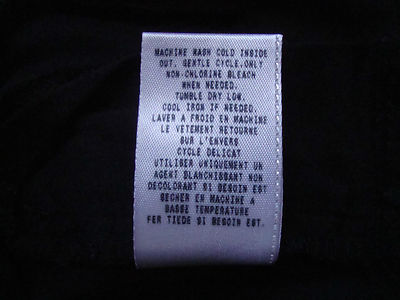 MACHINE WASH COLD INSIDE
OUT, GENTLE CYCLE.ONLY
NON-CHLORINE BLEACH
WHEN NEEDED.
TUMBLE DRY LOW.
COOL IRON IF NEEDED.
LAVER A FROID EN MACHINE
LE VETEMENT RETOURNE
SUR L'ENVERS
CYCLE DELICAT
UTILISER UNIQUEMENT UN
AGENT BLANCHISSANT NON
DECOLORANT SI BESOIN EST
SECHER EN MACHINE A
BASSE TEMPERATURE
FER TIEDE SI BESOIN EST.